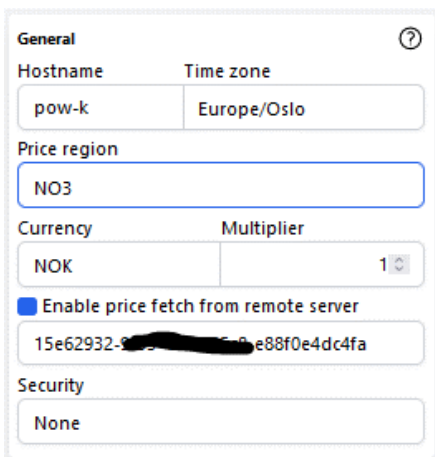 General
Hostname Time zone
pow-k Europe/Oslo
Price region
NO3
Currency Multiplier
NOK 1
Enable price fetch from remote server
15e62932- e88f0e4dc4fa
Security
None